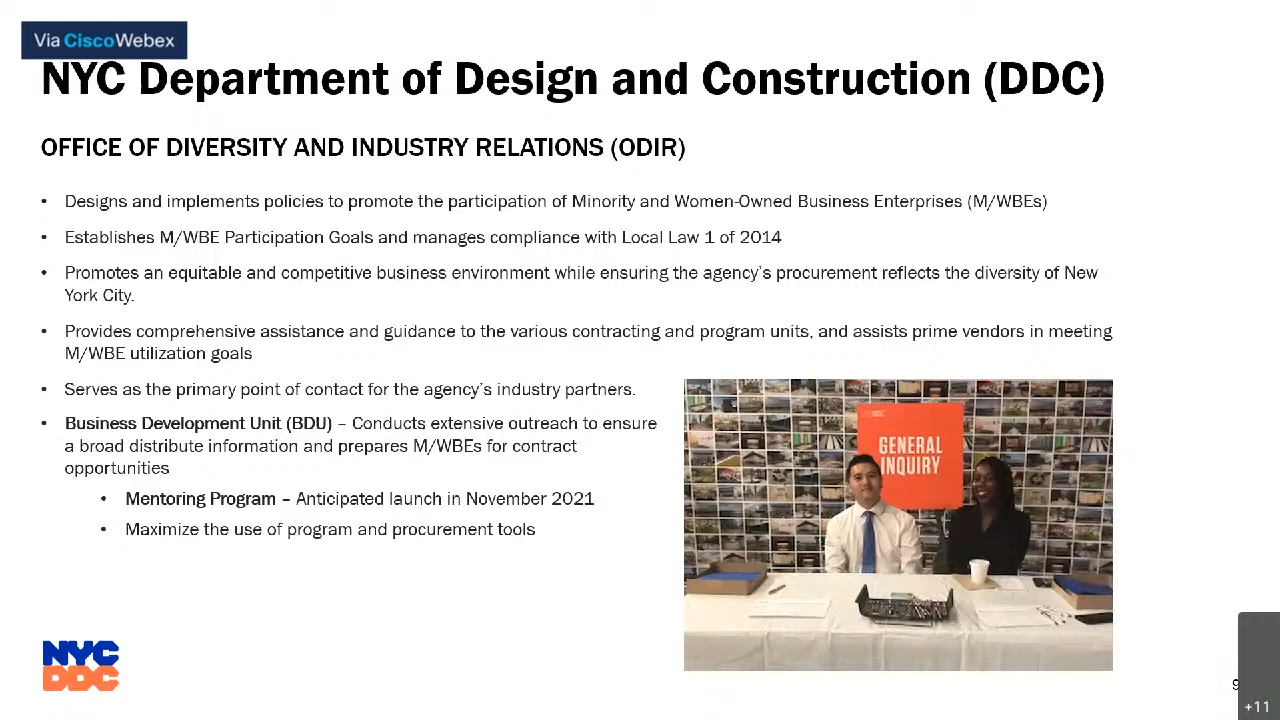 Via CiscoWebex
NYC Department of Design and Construction (DDC)
OFFICE OF DIVERSITY AND INDUSTRY RELATIONS (ODIR)
• Designs and implements policies to promote the participation of Minority and Women-Owned Business Enterprises (M/WBEs)
• Establishes M/WBE Participation Goals and manages compliance with Local Law 1 of 2014
• Promotes an equitable and competitive business environment while ensuring the agency's procurement reflects the diversity of New
York City.
• Provides comprehensive assistance and guidance to the various contracting and program units, and assists prime vendors in meeting
M/WBE utilization goals
• Serves as the primary point of contact for the agency's industry partners.
• Business Development Unit (BDU) – Conducts extensive outreach to ensure
a broad distribute information and prepares M/WBEs for contract
opportunities
• Mentoring Program – Anticipated launch in November 2021
• Maximize the use of program and procurement tools
GENERAL
INQUIRY
NYC
DDC
9
+11